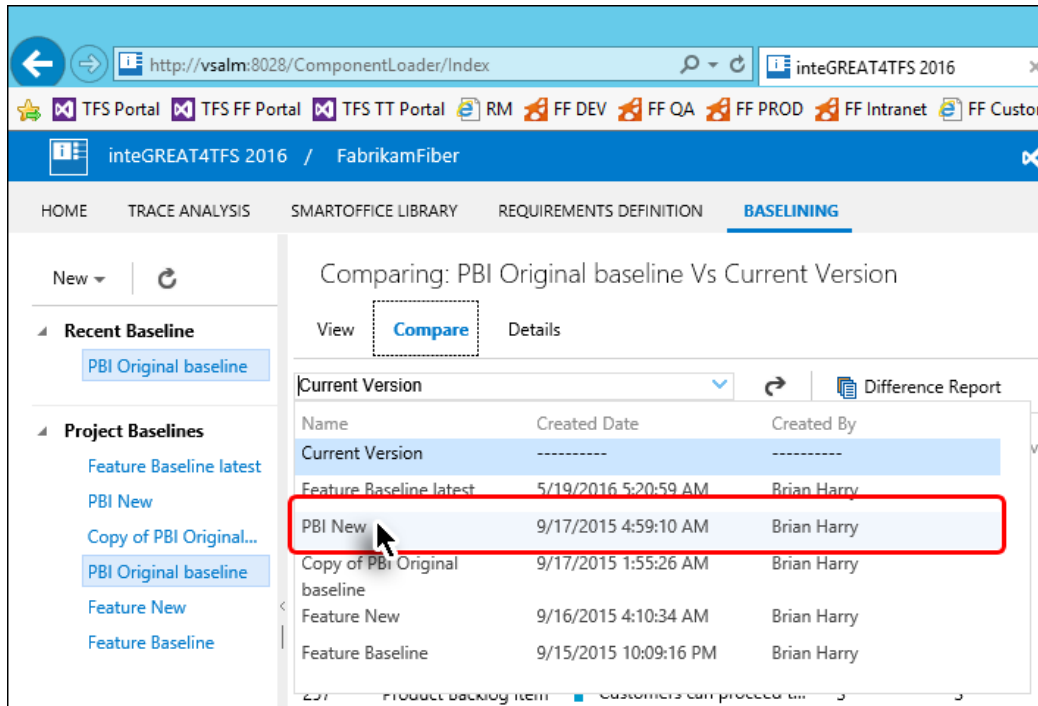 http://vsalm:8028/ComponentLoader/Index
inteGREAT4TFS 2016
TFS Portal TFS FF Portal TFS TT Portal RM FF DEV FF QA FF PROD FF Intranet FF Custo
inteGREAT4TFS 2016 / FabrikamFiber
HOME TRACE ANALYSIS SMARTOFFICE LIBRARY REQUIREMENTS DEFINITION BASELINING
New
Recent Baseline
PBI Original baseline
Project Baselines
Feature Baseline latest
PBI New
Copy of PBI Original...
PBI Original baseline
Feature New
Feature Baseline
Comparing: PBI Original baseline Vs Current Version
View Compare Details
Current Version Difference Report
Name Created Date Created By
Current Version ---------- ----------
Feature Baseline latest 5/19/2016 5:20:59 AM Brian Harry
PBI New 9/17/2015 4:59:10 AM Brian Harry
Copy of PBI Original 9/17/2015 1:55:26 AM Brian Harry
baseline
Feature New 9/16/2015 4:10:34 AM Brian Harry
Feature Baseline 9/15/2015 10:09:16 PM Brian Harry
Product Backlog Item Customers can proceed t...